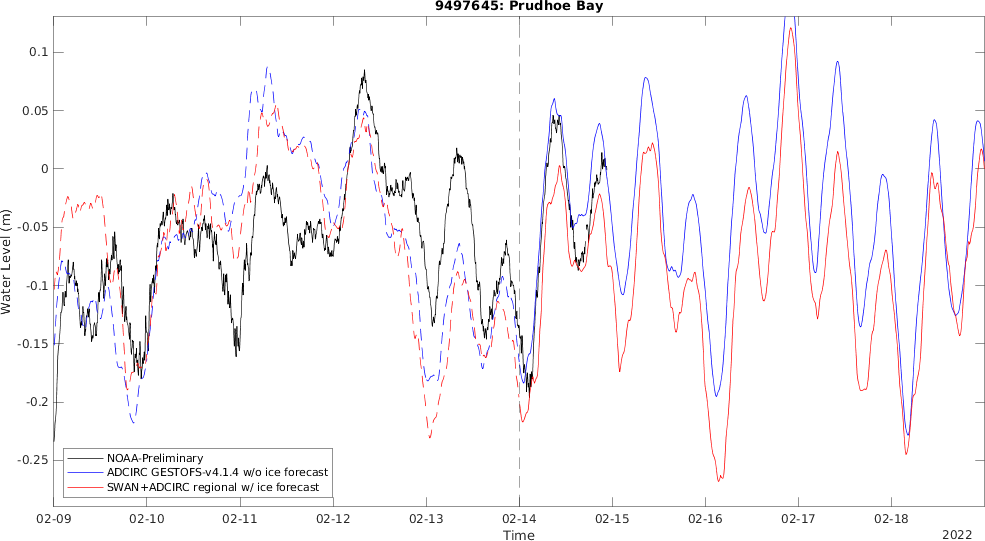 9497645: Prudhoe Bay
0.1
0.05
0
-0.05
-0.1
-0.15
-0.2
-0.25
Water Level (m)
NOAA-Preliminary
ADCIRC GESTOFS-v4.1.4 w/o ice forecast
SWAN+ADCIRC regional w/ ice forecast
02-09 02-10 02-11 02-12 02-13 02-14 02-15 02-16 02-17 02-18
Time
2022